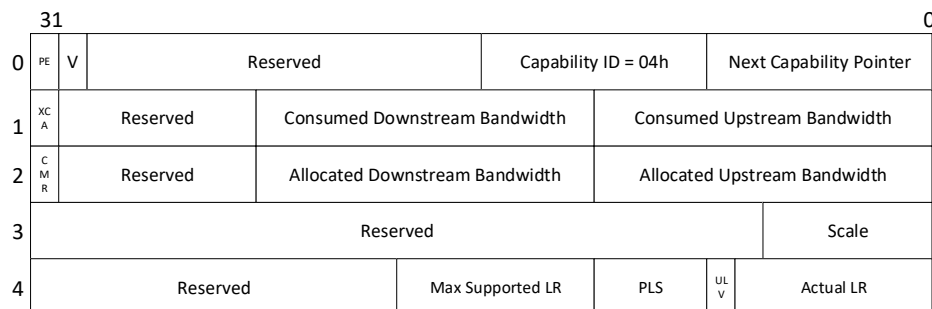 31 0
0 PE V Reserved Capability ID = 04h Next Capability Pointer
1 XC A Reserved Consumed Downstream Bandwidth Consumed Upstream Bandwidth
2 C M R Reserved Allocated Downstream Bandwidth Allocated Upstream Bandwidth
3 Reserved Scale
4 Reserved Max Supported LR PLS UL V Actual LR